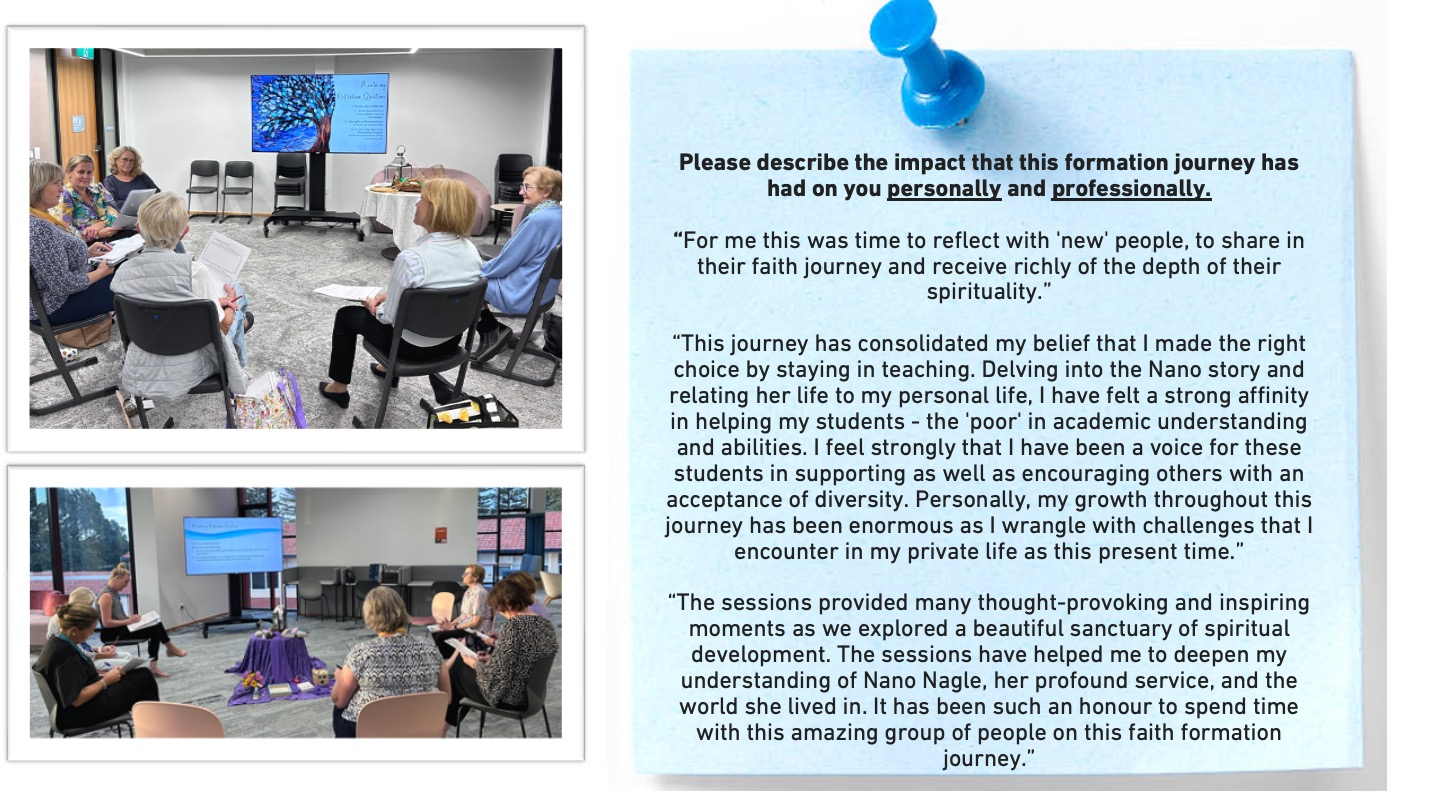 Please describe the impact that this formation journey has
had on you personally and professionally.
“For me this was time to reflect with 'new' people, to share in
their faith journey and receive richly of the depth of their
spirituality.”
“This journey has consolidated my belief that I made the right
choice by staying in teaching. Delving into the Nano story and
relating her life to my personal life, I have felt a strong affinity
in helping my students - the 'poor' in academic understanding
and abilities. I feel strongly that I have been a voice for these
students in supporting as well as encouraging others with an
acceptance of diversity. Personally, my growth throughout this
journey has been enormous as I wrangle with challenges that I
encounter in my private life as this present time.”
“The sessions provided many thought-provoking and inspiring
moments as we explored a beautiful sanctuary of spiritual
development. The sessions have helped me to deepen my
understanding of Nano Nagle, her profound service, and the
world she lived in. It has been such an honour to spend time
with this amazing group of people on this faith formation
journey.”